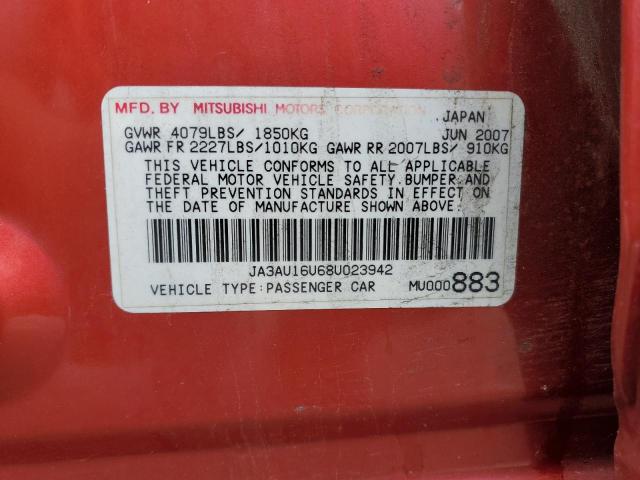 MFD. BY MITSUBISHI MOTORS CORPORATION
, JAPAN
GVWR 4079LBS/ 1850KG JUN 2007
GAWR FR 2227LBS/1010KG GAWR RR 2007LBS/ 910KG
THIS VEHICLE CONFORMS TO ALL APPLICABLE
FEDERAL MOTOR VEHICLE SAFETY.BUMPER.AND
THEFT PREVENTION STANDARDS IN EFFECT ON
THE DATE OF MANUFACTURE SHOWN ABOVE.
JA3AU16U68U023942
VEHICLE TYPE:PASSENGER CAR MU000883